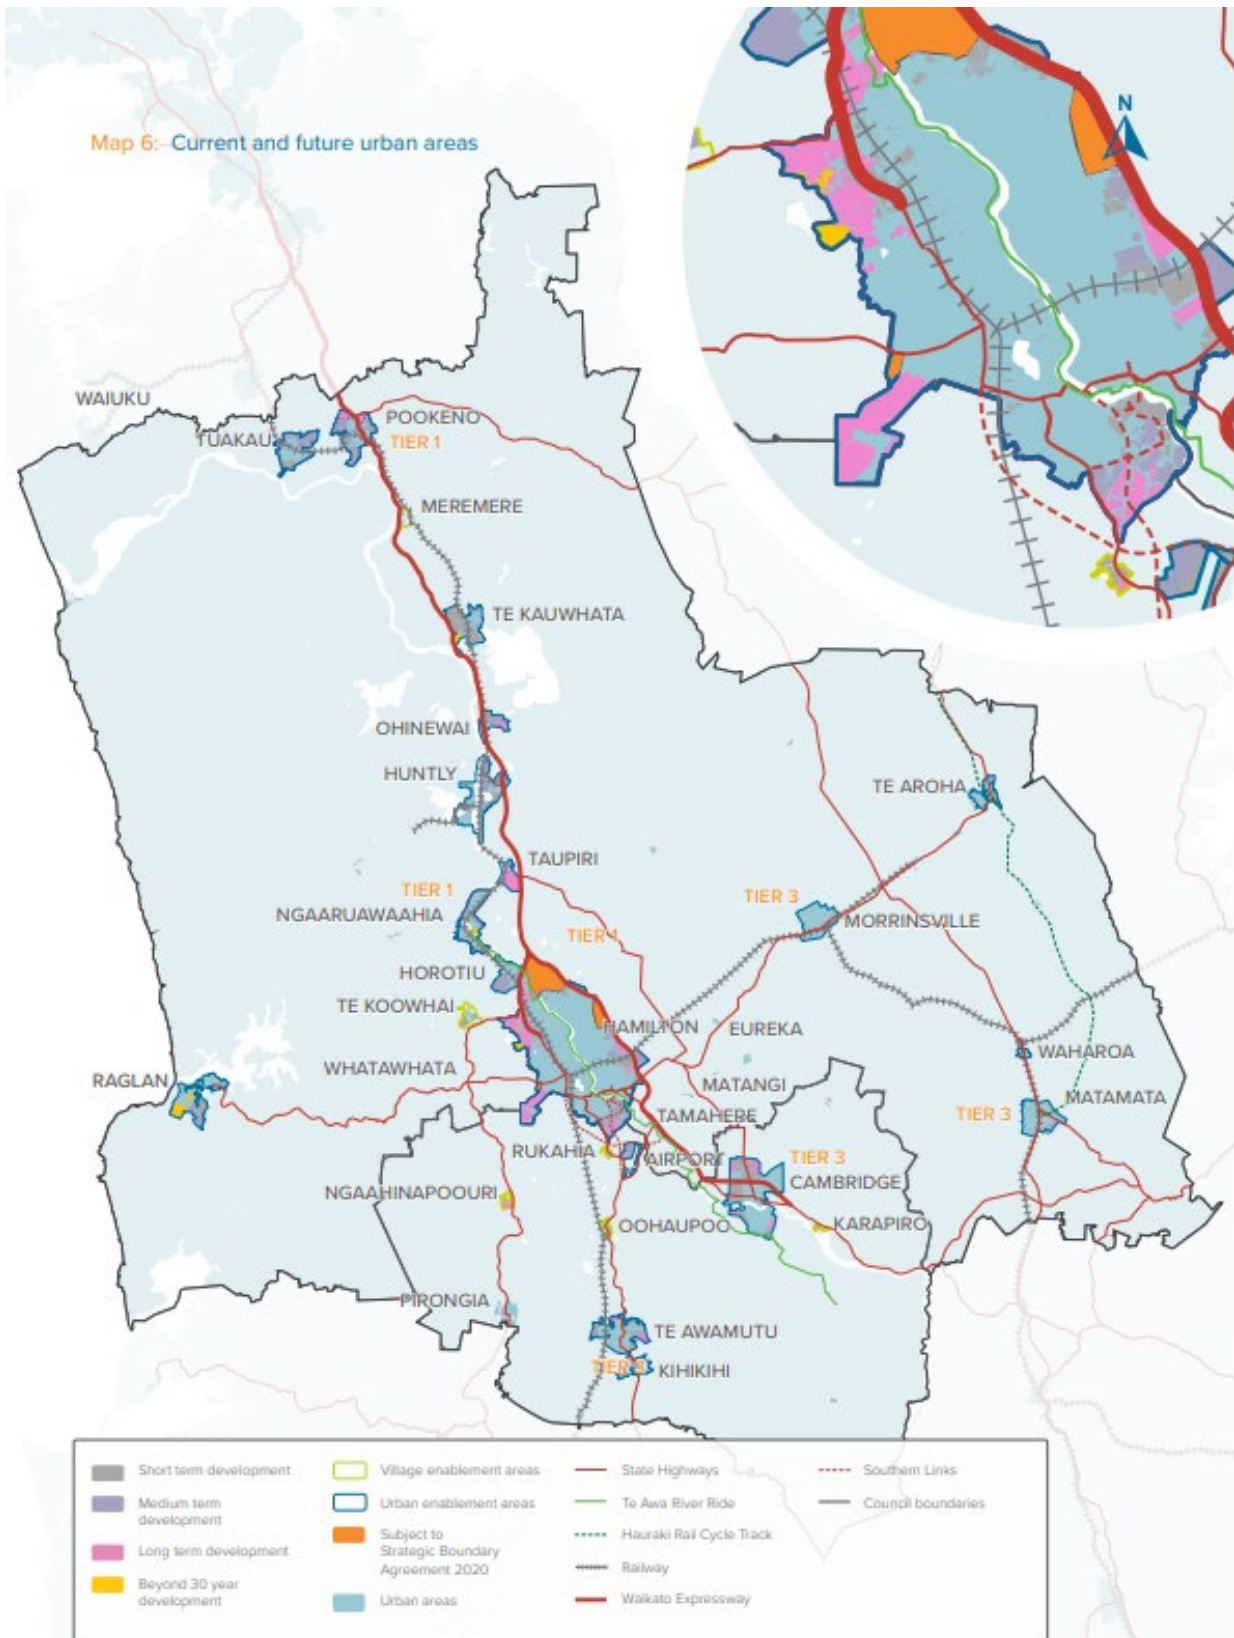 N
Map 6: Current and future urban areas
WAIUKU
POOKENO
TUAKAU
TIER 1
MEREMERE
TE KAUWHATA
OHINEWAI
HUNTLY
TE AROHA
TAUPIRI
TIER 1
TIER 3
NGAARUAWAAHIA
MORRINSVILLE
TIER 1
HOROTIU
TE KOOWHAI
HAMILTON
EUREKA
WAHAROA
WHATAWHATA
RAGLAN
MATANGI
MATAMATA
TAMAHERE
TIER 3
RUKAHIA
AIRPORT
TIER 3
CAMBRIDGE
NGAAHINAPOOURI
OOHAUPOO
KARAPIRO
PIRONGIA
TE AWAMUTU
TIER 3
KIHIKIHI
Short term development
Medium term
development
Long term development
Beyond 30 year
development
Village enablement areas
Urban enablement areas
Subject to
Strategic Boundary
Agreement 2020
Urban areas
State Highways
Te Awa River Ride
Hauraki Rail Cycle Track
Railway
Waikato Expressway
Southern Links
Council boundaries